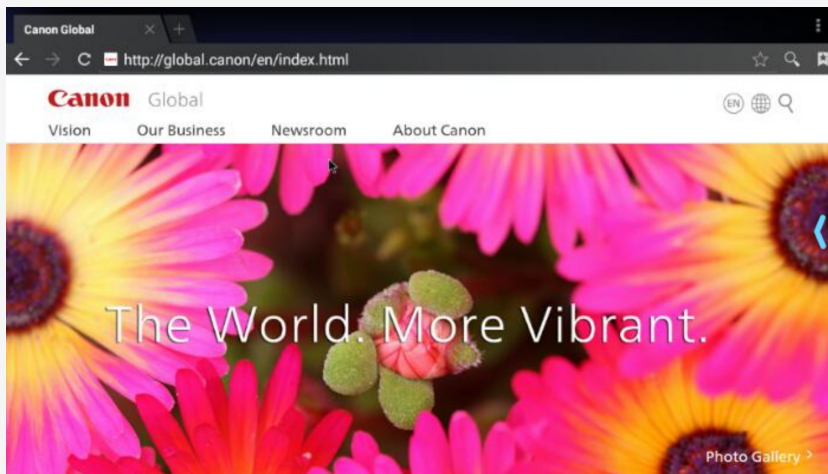 Canon Global
http://global.canon/en/index.html
Canon Global
EN
Vision Our Business Newsroom About Canon
The World. More Vibrant.
Photo Gallery